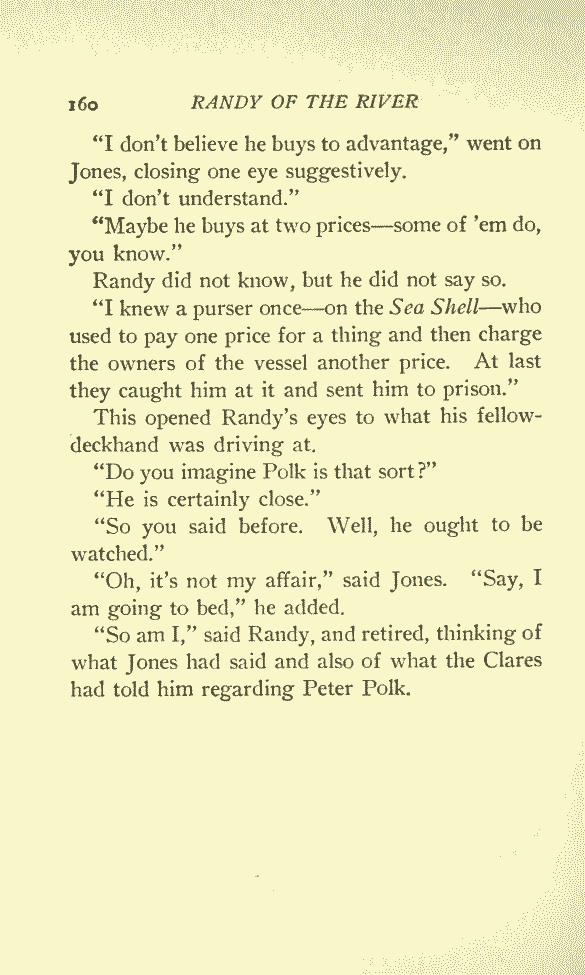 160 RANDY OF THE RIVER
“I don't believe he buys to advantage,” went on
Jones, closing one eye suggestively.
“I don't understand.”
“Maybe he buys at two prices—some of 'em do,
you know.”
Randy did not know, but he did not say so.
“I knew a purser once—on the Sea Shell—who
used to pay one price for a thing and then charge
the owners of the vessel another price. At last
they caught him at it and sent him to prison.”
This opened Randy's eyes to what his fellow-
deckhand was driving at.
“Do you imagine Polk is that sort?”
“He is certainly close.”
“So you said before. Well, he ought to be
watched.”
“Oh, it's not my affair,” said Jones. “Say, I
am going to bed,” he added.
“So am I,” said Randy, and retired, thinking of
what Jones had said and also of what the Clares
had told him regarding Peter Polk.